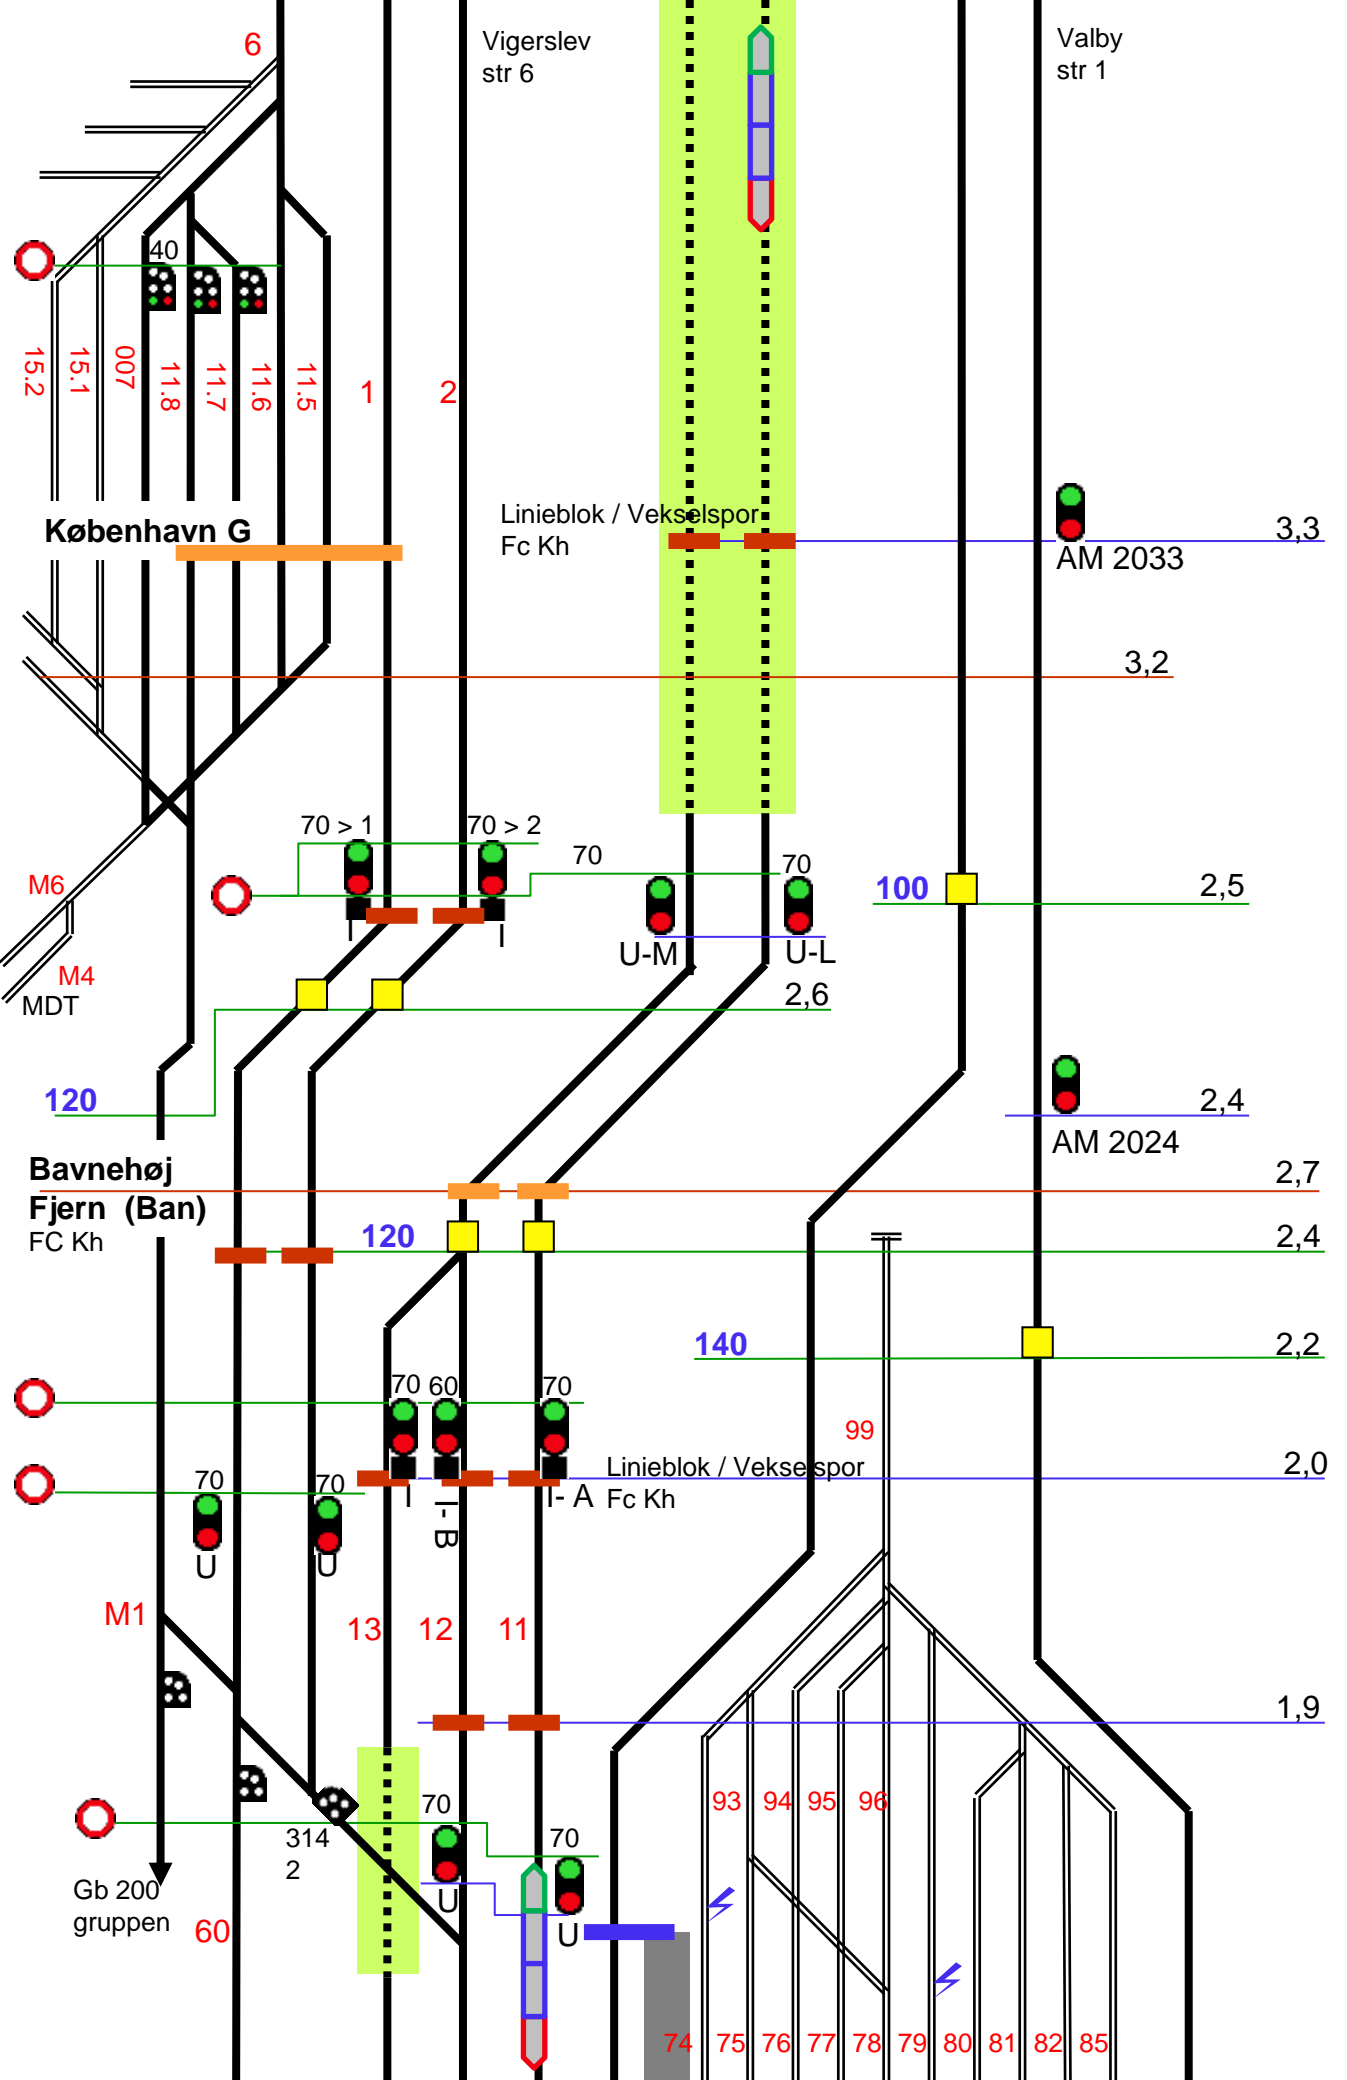 6
Vigerslev
str 6
Valby
str 1
40
15.2
15.1
007
11.8
11.7
11.6
11.5
1
2
København G
Linieblok / Vekselspor
Fc Kh
3,3
AM 2033
3,2
70 > 1
70 > 2
70
70
M6
100
2,5
I
I
U-M
U-L
M4
MDT
2,6
120
2,4
AM 2024
Bavnehøj
Fjern (Ban)
FC Kh
2,7
120
2,4
140
2,2
70
60
70
99
Linieblok / Vekselspor
Fc Kh
2,0
70
70
I
I- B
I- A
U
U
M1
13
12
11
1,9
93
94
95
96
70
314
2
70
Gb 200
gruppen
U
U
60
74
75
76
77
78
79
80
81
82
85